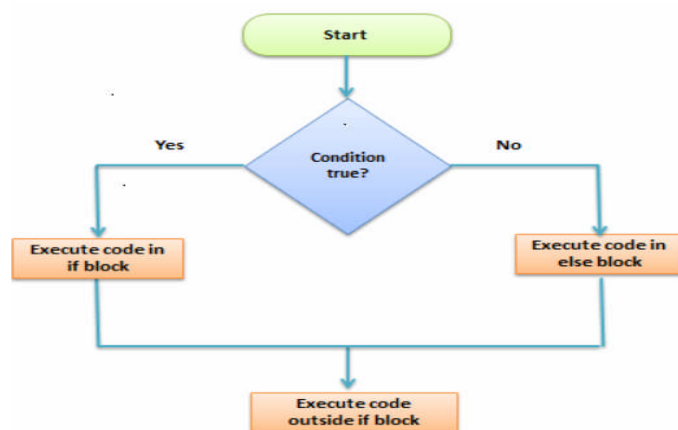 Start
Yes
Condition
true?
No
Execute code in
if block
Execute code in
else block
Execute code
outside if block